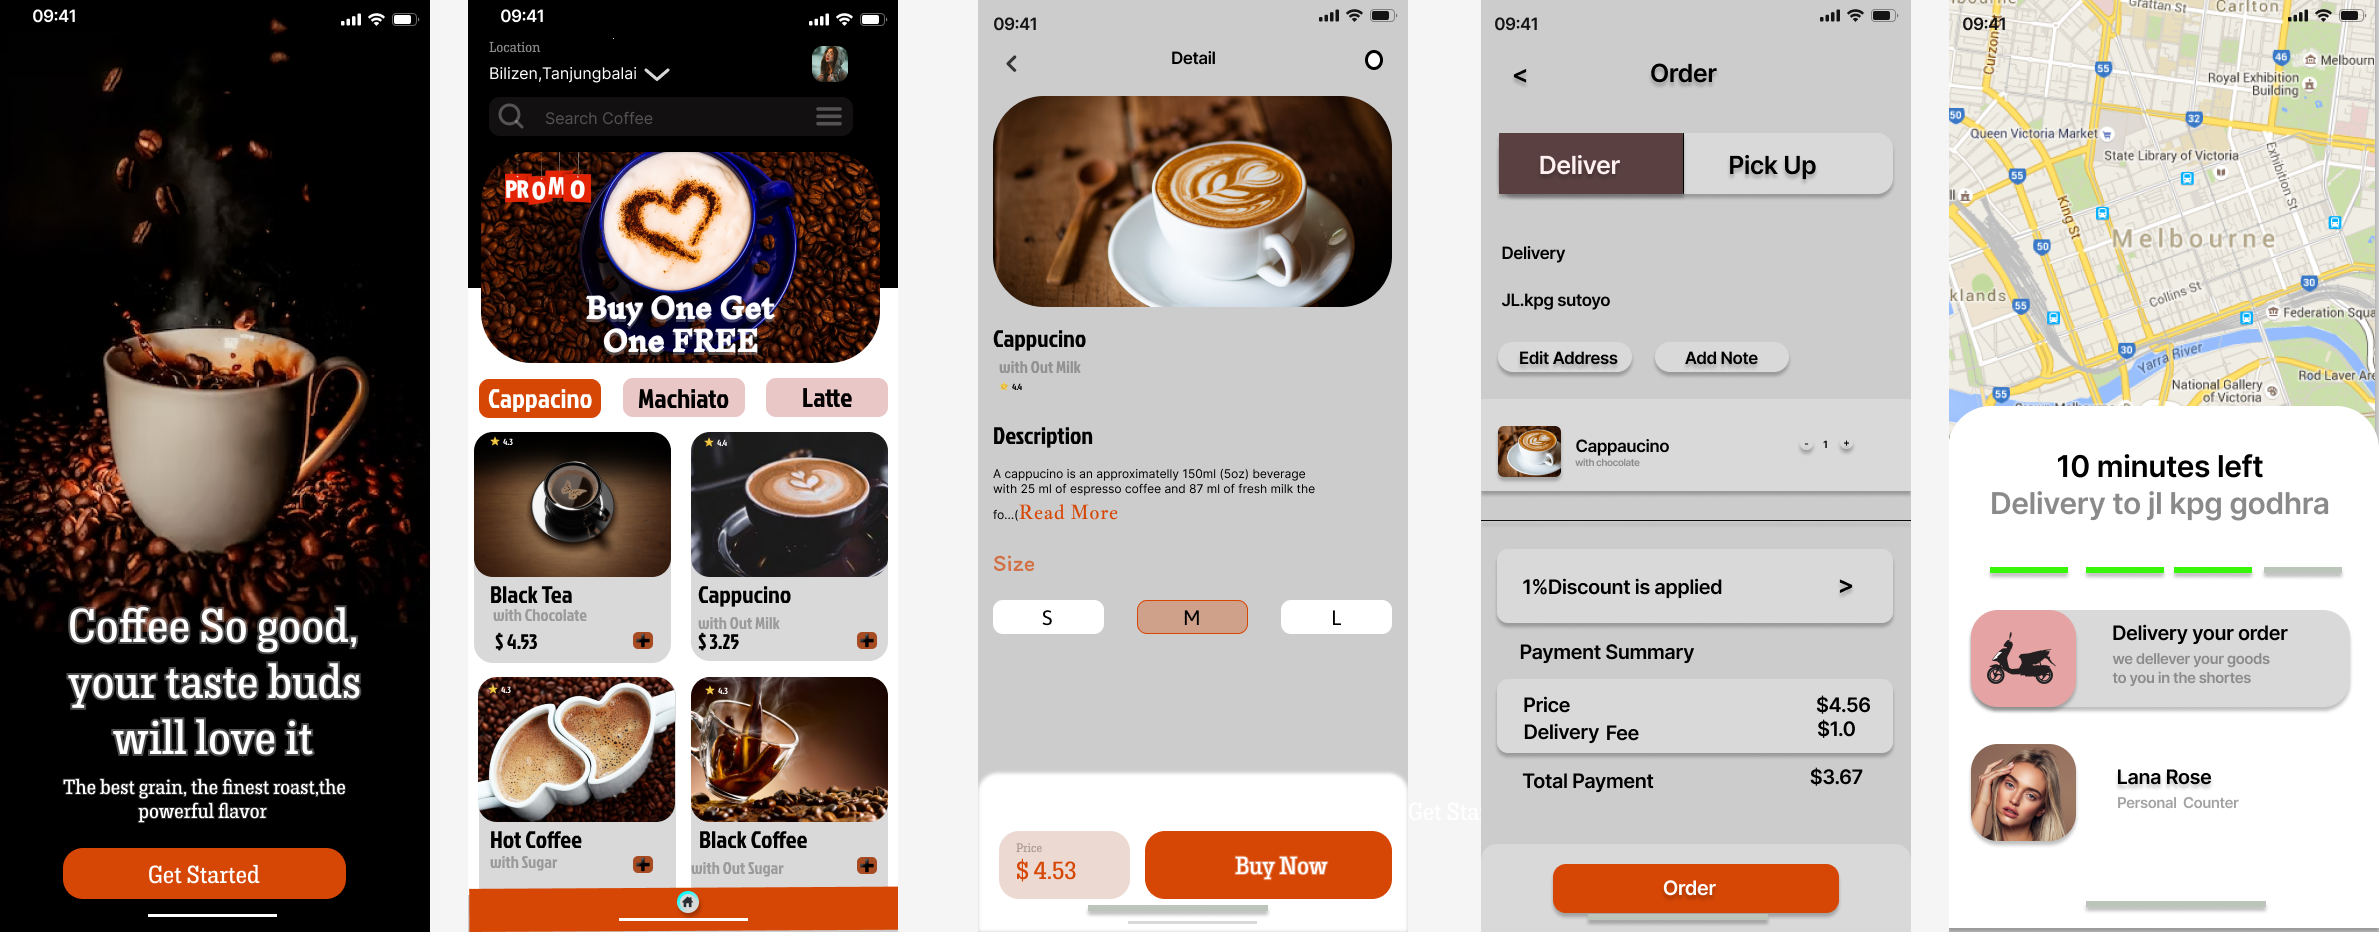 09:41
Coffee So good,
your taste buds
will love it
The best grain, the finest roast,the
powerful flavor
Get Started
09:41
Location
Bilizen,Tanjungbalai
Search Coffee
PROMO
Buy One Get
One FREE
Cappacino
Machiato
Latte
4.3
Black Tea
with Chocolate
$ 4.53
4.4
Cappucino
with Out Milk
$ 3.25
4.3
Hot Coffee
with Sugar
4.3
Black Coffee
with Out Sugar
09:41
Detail
Cappucino
with Out Milk
4.4
Description
A cappucino is an approximatelly 150ml (5oz) beverage
with 25 ml of espresso coffee and 87 ml of fresh milk the
fo...(Read More
Size
S
M
L
Price
$ 4.53
Buy Now
Get Sta
09:41
<
Order
Deliver
Pick Up
Delivery
JL.kpg sutoyo
Edit Address
Add Note
Cappaucino
with chocolate
- 1 +
1%Discount is applied >
Payment Summary
Price $4.56
Delivery Fee $1.0
Total Payment $3.67
Order
09:41
Grattan St
Carlton
Curzon
55
46
Melbourn
Royal Exhibition
Building
50
32
Queen Victoria Market
State Library of Victoria
Exhibition St
55
King St
50
Melbourne
30
Collins St
klands
55
Federation Squa
30
Yarra River
National Gallery
of Victoria
Rod Laver Are
55
10 minutes left
Delivery to jl kpg godhra
Delivery your order
we dellever your goods
to you in the shortes
Lana Rose
Personal Counter